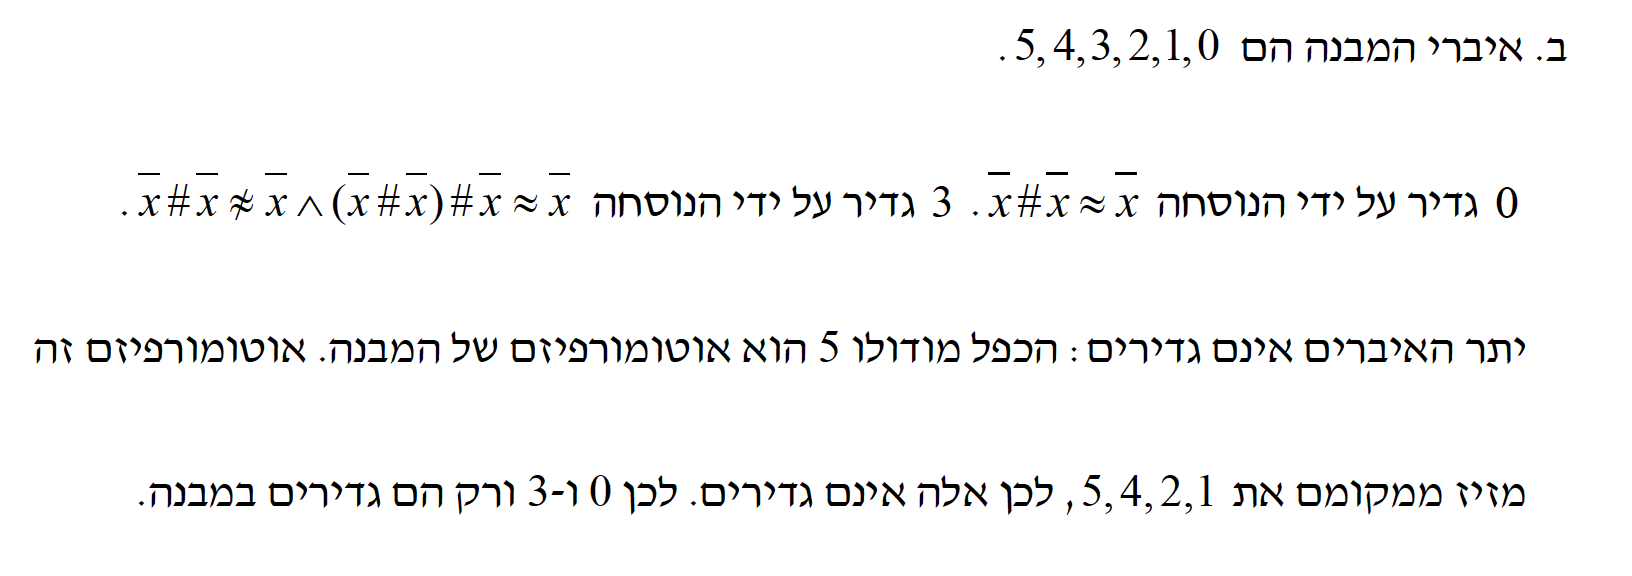 ב. איברי המבנה הם 5,4,3,2,1,0 .
0 גדיר על ידי הנוסחה x̅#x̅≈x̅ . 3 גדיר על ידי הנוסחה x̅#x̅≉x̅∧(x̅#x̅)#x̅≈x̅ .
יתר האיברים אינם גדירים: הכפל מודולו 5 הוא אוטומורפיזם של המבנה. אוטומורפיזם זה
מזיז ממקומם את 5,4,2,1, לכן אלה אינם גדירים. לכן 0 ו-3 ורק הם גדירים במבנה.